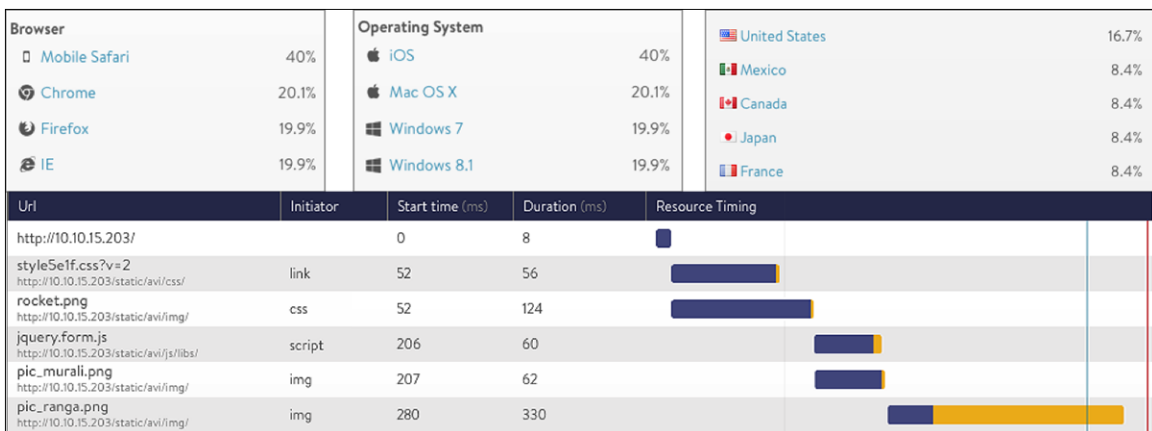 Browser
Mobile Safari 40%
Chrome 20.1%
Firefox 19.9%
IE 19.9%
Operating System
iOS 40%
Mac OS X 20.1%
Windows 7 19.9%
Windows 8.1 19.9%
United States 16.7%
Mexico 8.4%
Canada 8.4%
Japan 8.4%
France 8.4%
Url Initiator Start time (ms) Duration (ms) Resource Timing
http://10.10.15.203/ 0 8
style5e1f.css?v=2
http://10.10.15.203/static/avi/css/ link 52 56
rocket.png
http://10.10.15.203/static/avi/img/ css 52 124
jquery.form.js
http://10.10.15.203/static/avi/js/libs/ script 206 60
pic_murali.png
http://10.10.15.203/static/avi/img/ img 207 62
pic_ranga.png
http://10.10.15.203/static/avi/img/ img 280 330